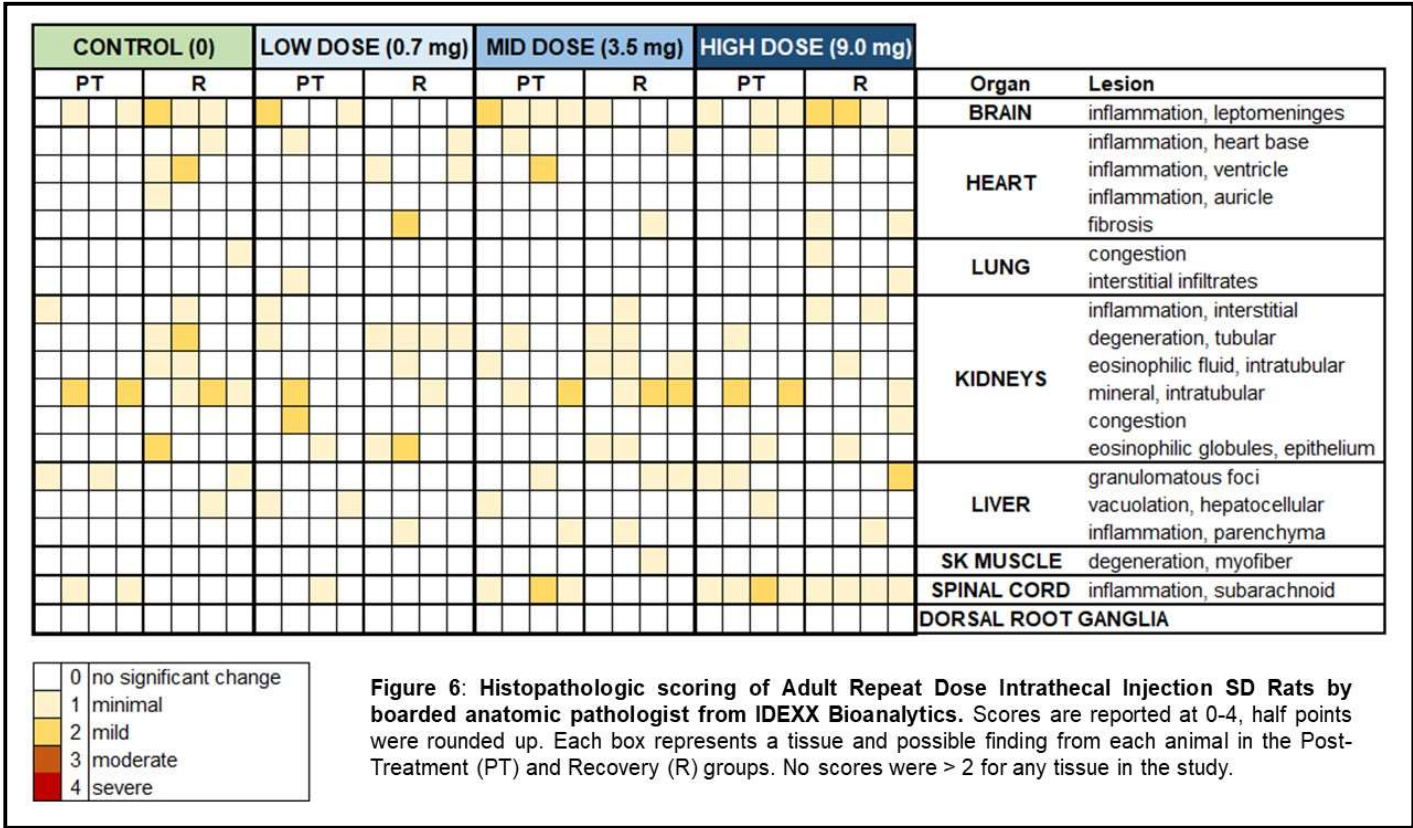 CONTROL (0) LOW DOSE (0.7 mg) MID DOSE (3.5 mg) HIGH DOSE (9.0 mg)
PT R PT R PT R PT R Organ Lesion
BRAIN inflammation, leptomeninges
inflammation, heart base
HEART inflammation, ventricle
inflammation, auricle
fibrosis
LUNG congestion
interstitial infiltrates
inflammation, interstitial
degeneration, tubular
KIDNEYS eosinophilic fluid, intratubular
mineral, intratubular
congestion
eosinophilic globules, epithelium
granulomatous foci
LIVER vacuolation, hepatocellular
inflammation, parenchyma
SK MUSCLE degeneration, myofiber
SPINAL CORD inflammation, subarachnoid
DORSAL ROOT GANGLIA
0 no significant change
1 minimal
2 mild
3 moderate
4 severe
Figure 6: Histopathologic scoring of Adult Repeat Dose Intrathecal Injection SD Rats by
boarded anatomic pathologist from IDEXX Bioanalytics. Scores are reported at 0-4, half points
were rounded up. Each box represents a tissue and possible finding from each animal in the Post-
Treatment (PT) and Recovery (R) groups. No scores were > 2 for any tissue in the study.